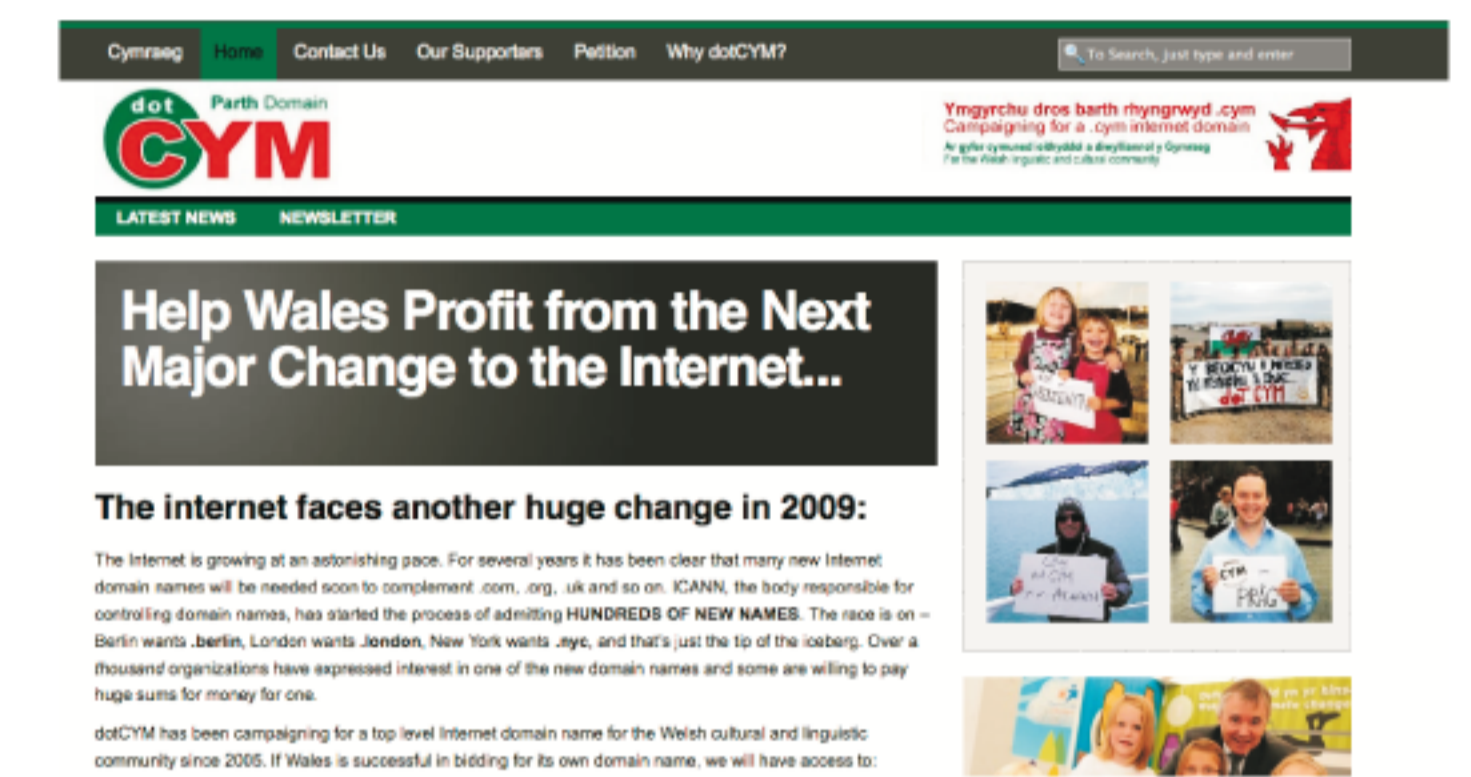 Cymraeg Home Contact Us Our Supporters Petition Why dotCYM?
To Search, just type and enter
dot Parth Domain
CYM
Ymgyrchu dros barth rhyngrwyd .cym
Campaigning for a .cym internet domain
Ar gyfer cymuned ieithyddol a diwylliannol y Gymraeg
For the Welsh linguistic and cultural community
LATEST NEWS NEWSLETTER
Help Wales Profit from the Next
Major Change to the Internet...
The internet faces another huge change in 2009:
The Internet is growing at an astonishing pace. For several years it has been clear that many new Internet
domain names will be needed soon to complement .com, .org, .uk and so on. ICANN, the body responsible for
controlling domain names, has started the process of admitting HUNDREDS OF NEW NAMES. The race is on –
Berlin wants .berlin, London wants .london, New York wants .nyc, and that's just the tip of the iceberg. Over a
thousand organizations have expressed interest in one of the new domain names and some are willing to pay
huge sums for money for one.
dotCYM has been campaigning for a top level Internet domain name for the Welsh cultural and linguistic
community since 2006. If Wales is successful in bidding for its own domain name, we will have access to:
dot CYM
CYM
PRAG